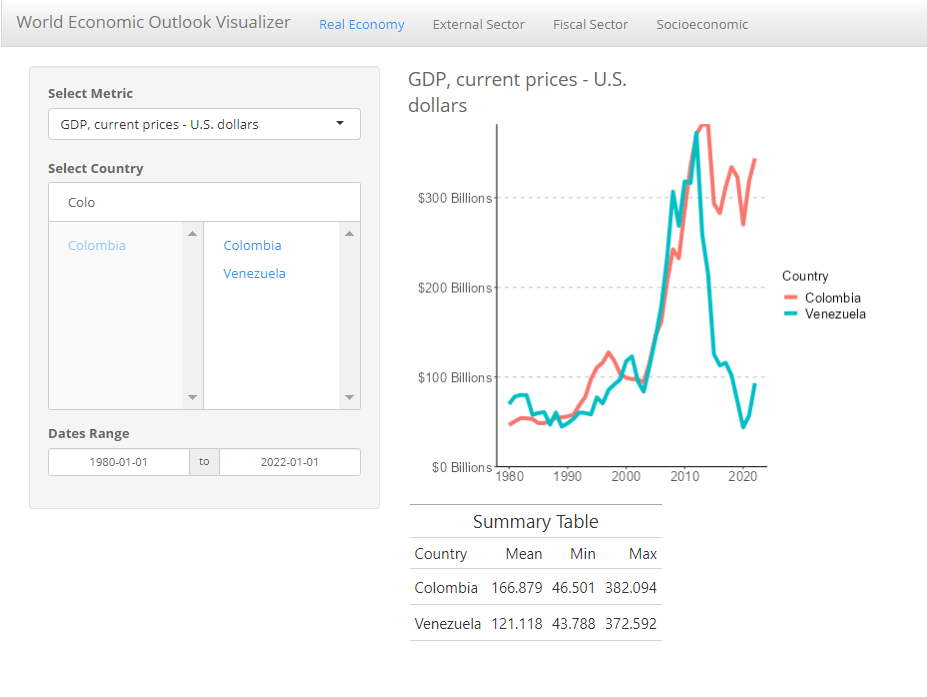 World Economic Outlook Visualizer Real Economy External Sector Fiscal Sector Socioeconomic
Select Metric
GDP, current prices - U.S. dollars
Select Country
Colo
Colombia
Colombia
Venezuela
Dates Range
1980-01-01 to 2022-01-01
GDP, current prices - U.S.
dollars
$300 Billions
$200 Billions
$100 Billions
$0 Billions
1980 1990 2000 2010 2020
Country
Colombia
Venezuela
Summary Table
Country Mean Min Max
Colombia 166.879 46.501 382.094
Venezuela 121.118 43.788 372.592